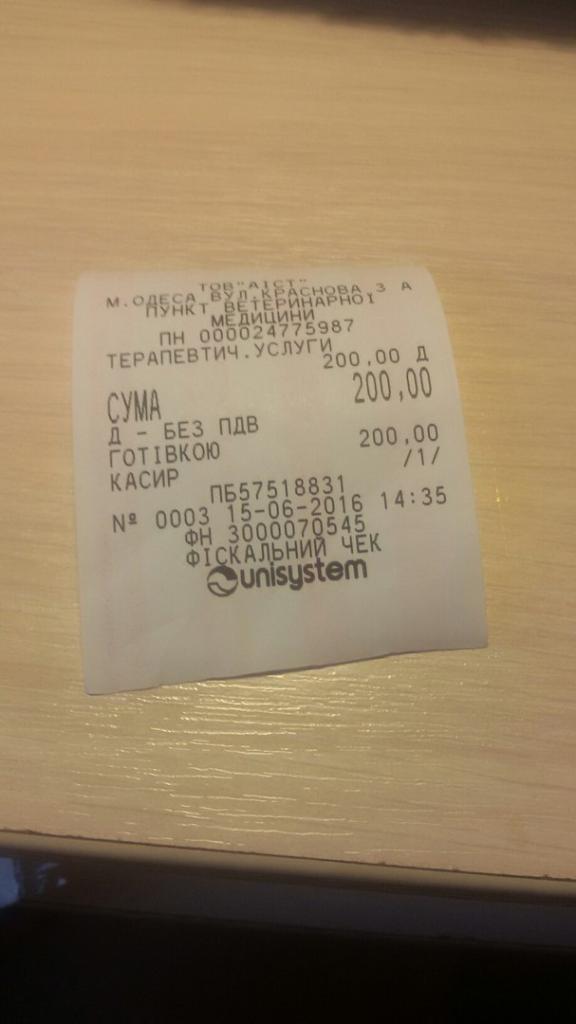 ТОВ"АІСТ"
М.ОДЕСА ВУЛ.КРАСНОВА,3 А
ПУНКТ ВЕТЕРИНАРНОІ
МЕДИЦИНИ
ПН 000024775987
ТЕРАПЕВТИЧ.УСЛУГИ
200,00 Д
СУМА 200,00
Д - БЕЗ ПДВ
ГОТІВКОЮ 200,00
КАСИР /1/
ПБ57518831
№ 0003 15-06-2016 14:35
ФН 3000070545
ФІСКАЛЬНИЙ ЧЕК
unisystem